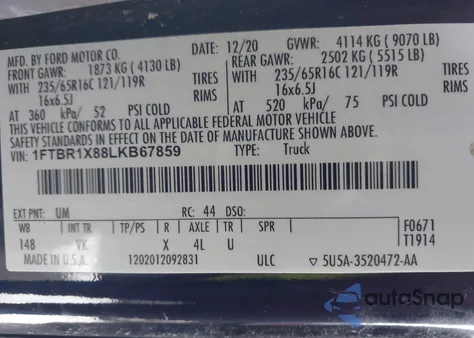 MFD. BY FORD MOTOR CO. DATE: 12/20 GVWR: 4114 KG ( 9070 LB)
FRONT GAWR: 1873 KG ( 4130 LB) REAR GAWR: 2502 KG ( 5515 LB)
WITH 235/65R16C 121/119R TIRES WITH 235/65R16C 121/119R TIRES
16x6.5J RIMS 16x6.5J RIMS
AT 360 kPa/ 52 PSI COLD AT 520 kPa/ 75 PSI COLD
THIS VEHICLE CONFORMS TO ALL APPLICABLE FEDERAL MOTOR VEHICLE
SAFETY STANDARDS IN EFFECT ON THE DATE OF MANUFACTURE SHOWN ABOVE.
VIN: 1FTBR1X88LKB67859 TYPE: Truck
EXT PNT: UM RC: 44 DSO:
WB INT TR TP/PS R AXLE TR SPR F0671
148 VK X 4L U T1914
MADE IN U.S.A. 1202012092831 ULC ▽ 5U5A-3520472-AA
autoSnap